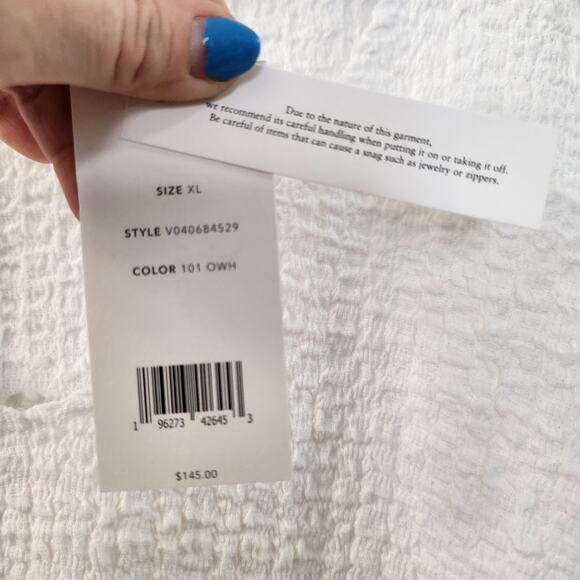 Due to the nature of this garment,
we recommend its careful handling when putting it on or taking it off.
Be careful of items that can cause a snag such as jewelry or zippers.
SIZE XL
STYLE V040684529
COLOR 101 OWH
1 96273 42645 3
$145.00